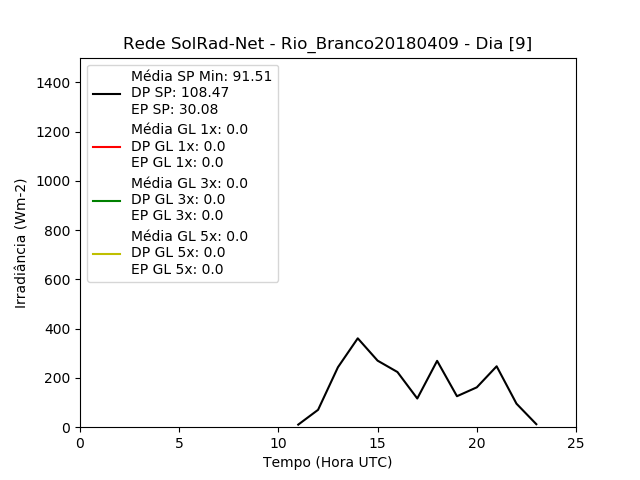 Rede SolRad-Net - Rio_Branco20180409 - Dia [9]
Média SP Min: 91.51
DP SP: 108.47
EP SP: 30.08
Média GL 1x: 0.0
DP GL 1x: 0.0
EP GL 1x: 0.0
Média GL 3x: 0.0
DP GL 3x: 0.0
EP GL 3x: 0.0
Média GL 5x: 0.0
DP GL 5x: 0.0
EP GL 5x: 0.0
Irradiância (Wm-2)
1400
1200
1000
800
600
400
200
0
0 5 10 15 20 25
Tempo (Hora UTC)